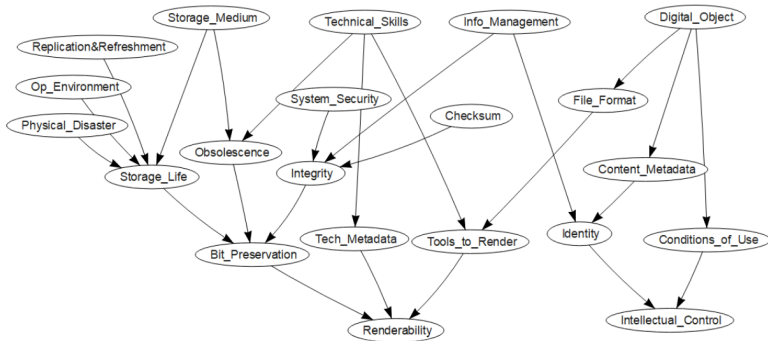 Storage_Medium
Technical_Skills
Info_Management
Digital_Object
Replication&Refreshment
Op_Environment
System_Security
File_Format
Physical_Disaster
Checksum
Obsolescence
Storage_Life
Integrity
Content_Metadata
Bit_Preservation
Tech_Metadata
Tools_to_Render
Identity
Conditions_of_Use
Renderability
Intellectual_Control